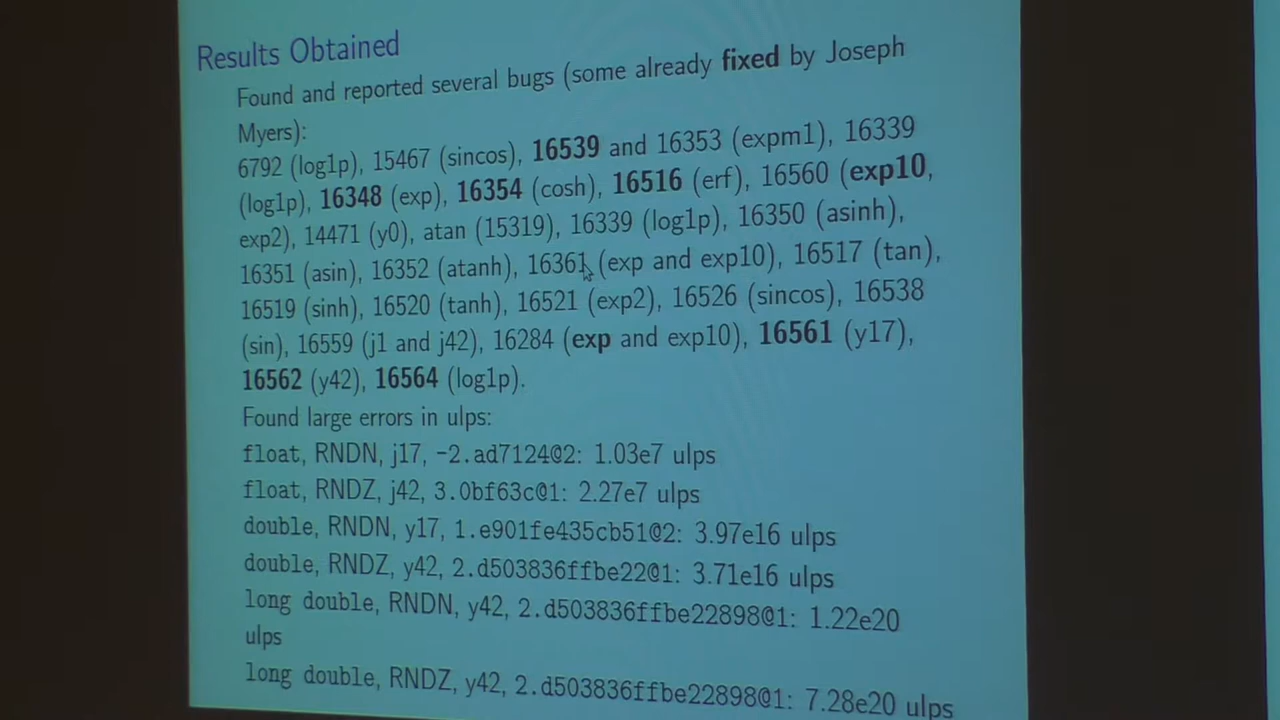 Results Obtained
Found and reported several bugs (some already fixed by Joseph
Myers):
6792 (log1p), 15467 (sincos), 16539 and 16353 (expm1), 16339
(log1p), 16348 (exp), 16354 (cosh), 16516 (erf), 16560 (exp10,
exp2), 14471 (y0), atan (15319), 16339 (log1p), 16350 (asinh),
16351 (asin), 16352 (atanh), 16361 (exp and exp10), 16517 (tan),
16519 (sinh), 16520 (tanh), 16521 (exp2), 16526 (sincos), 16538
(sin), 16559 (j1 and j42), 16284 (exp and exp10), 16561 (y17),
16562 (y42), 16564 (log1p).
Found large errors in ulps:
float, RNDN, j17, -2.ad7124@2: 1.03e7 ulps
float, RNDZ, j42, 3.0bf63c@1: 2.27e7 ulps
double, RNDN, y17, 1.e901fe435cb51@2: 3.97e16 ulps
double, RNDZ, y42, 2.d503836ffbe22@1: 3.71e16 ulps
long double, RNDN, y42, 2.d503836ffbe22898@1: 1.22e20
ulps
long double, RNDZ, y42, 2.d503836ffbe22898@1: 7.28e20 ulps